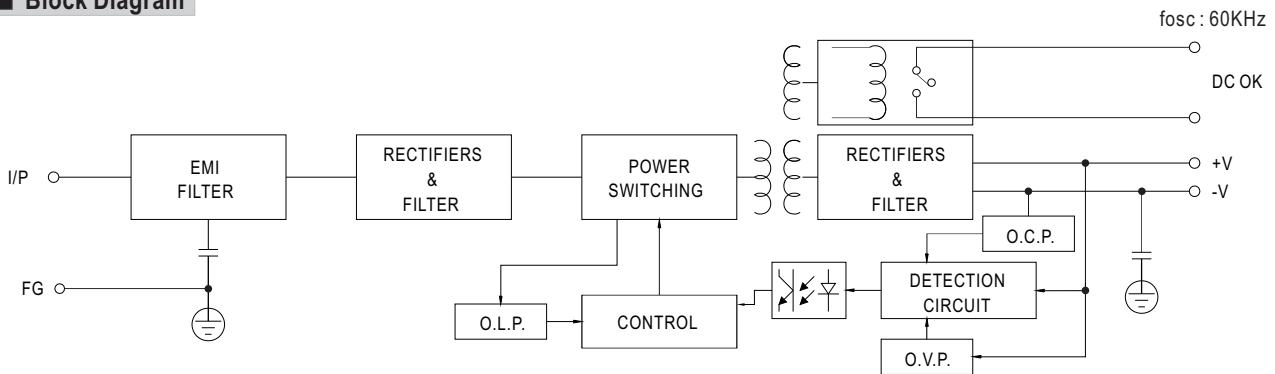 ■ Block Diagram
fosc : 60KHz
DC OK
I/P
EMI
FILTER
RECTIFIERS
&
FILTER
POWER
SWITCHING
RECTIFIERS
&
FILTER
+V
-V
O.C.P.
FG
O.L.P.
CONTROL
DETECTION
CIRCUIT
O.V.P.